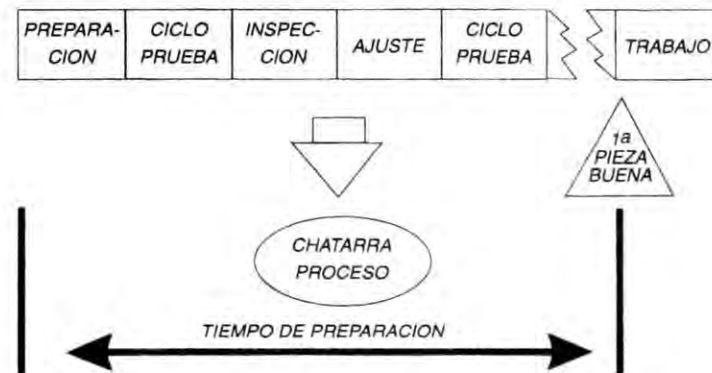 PREPARA-
CION
CICLO
PRUEBA
INSPEC-
CION
AJUSTE
CICLO
PRUEBA
TRABAJO
1a
PIEZA
BUENA
CHATARRA
PROCESO
TIEMPO DE PREPARACION